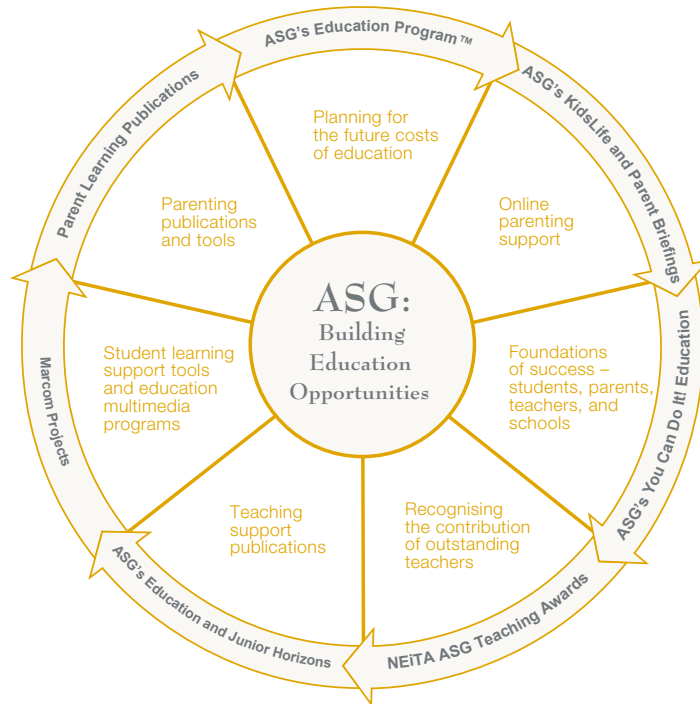 ASG:
Building
Education
Opportunities
ASG's Education Program™
Planning for
the future costs
of education
ASG's KidsLife and Parent Briefings
Online
parenting
support
ASG's You Can Do It! Education
Foundations
of success –
students, parents,
teachers, and
schools
NEiTA ASG Teaching Awards
Recognising
the contribution
of outstanding
teachers
ASG's Education and Junior Horizons
Teaching
support
publications
Marcom Projects
Student learning
support tools
and education
multimedia
programs
Parent Learning Publications
Parenting
publications
and tools